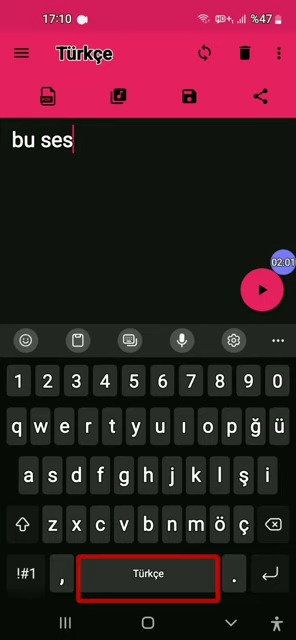 17:10 %47
Türkçe
PDF
bu ses
02:01
1 2 3 4 5 6 7 8 9 0
q w e r t y u ı o p ğ ü
a s d f g h j k l ş i
z x c v b n m ö ç
!#1 , Türkçe .